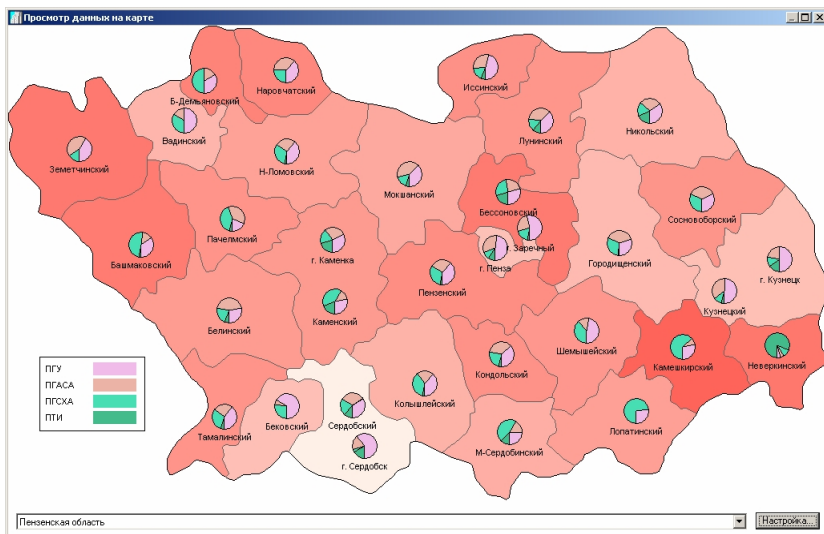 Просмотр данных на карте
Иссинский
Наровчатский
Б-Демьяновский
Вадинский
Лунинский
Никольский
Земетчинский
Н-Ломовский
Мокшанский
Бессоновский
Сосновоборский
Пачелмский
г. Заречный
Башмаковский
г. Каменка
г. Пенза
Городищенский
г. Кузнецк
Пензенский
Кузнецкий
Белинский
Каменский
Шемышейский
Камешкирский
Неверкинский
Кондольский
ПГУ
ПГАСА
ПГСХА
ПТИ
Колышлейский
Тамалинский
Бековский
Сердобский
М-Сердобинский
Лопатинский
г. Сердобск
Пензенская область
Настройка...